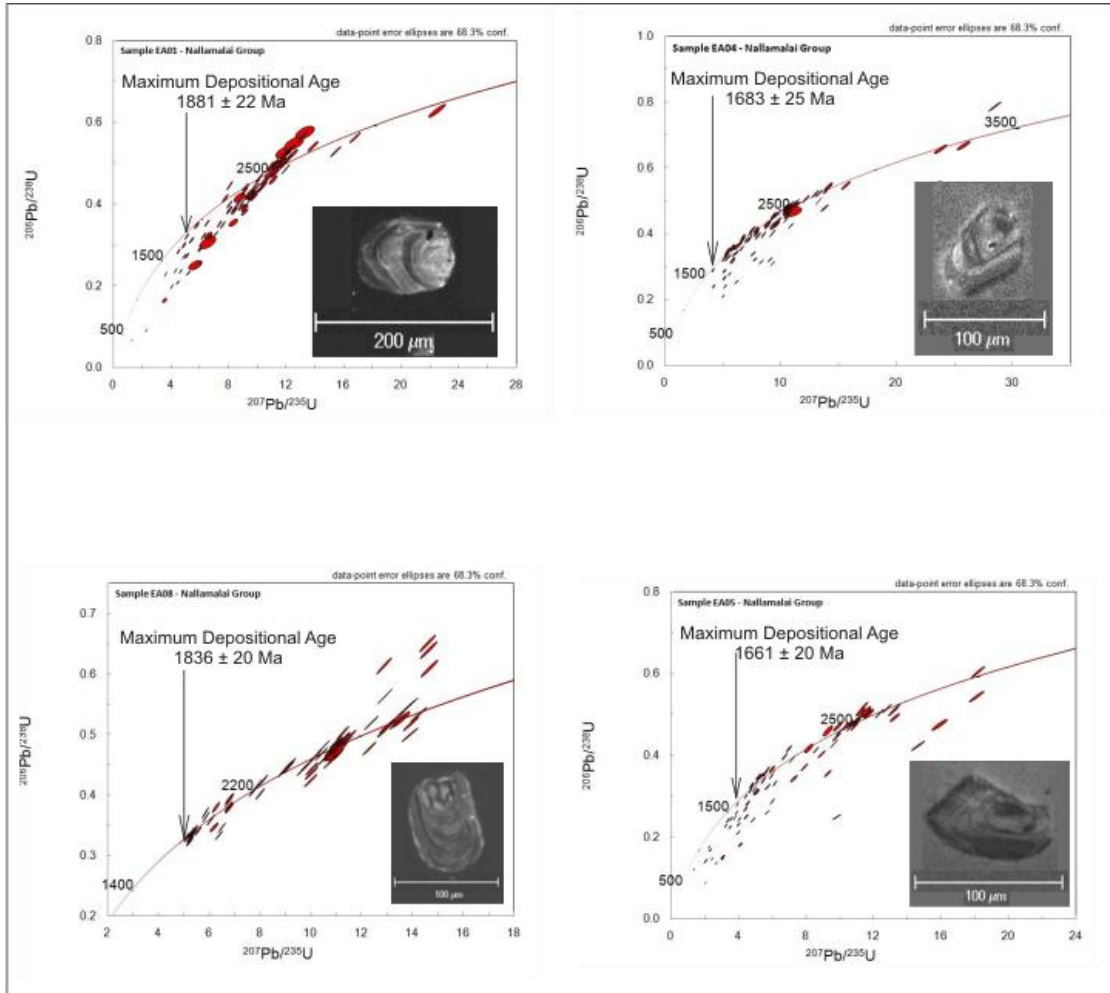 data-point error ellipses are 68.3% conf.
Sample EA01 - Nallamalai Group
Maximum Depositional Age
1881 ± 22 Ma
0.8
0.6
0.4
0.2
0.0
2500
1500
500
²⁰⁶Pb/²³⁸U
200 µm
0 4 8 12 16 20 24 28
²⁰⁷Pb/²³⁵U
data-point error ellipses are 68.3% conf.
Sample EA04 - Nallamalai Group
Maximum Depositional Age
1683 ± 25 Ma
1.0
0.8
0.6
0.4
0.2
0.0
3500
2500
1500
500
²⁰⁶Pb/²³⁸U
100 µm
0 10 20 30
²⁰⁷Pb/²³⁵U
data-point error ellipses are 68.3% conf.
Sample EA08 - Nallamalai Group
Maximum Depositional Age
1836 ± 20 Ma
0.7
0.6
0.5
0.4
0.3
0.2
2200
1400
²⁰⁶Pb/²³⁸U
100 µm
2 4 6 8 10 12 14 16 18
²⁰⁷Pb/²³⁵U
data-point error ellipses are 68.3% conf.
Sample EA05 - Nallamalai Group
Maximum Depositional Age
1661 ± 20 Ma
0.8
0.6
0.4
0.2
0.0
2500
1500
500
²⁰⁶Pb/²³⁸U
100 µm
0 4 8 12 16 20 24
²⁰⁷Pb/²³⁵U